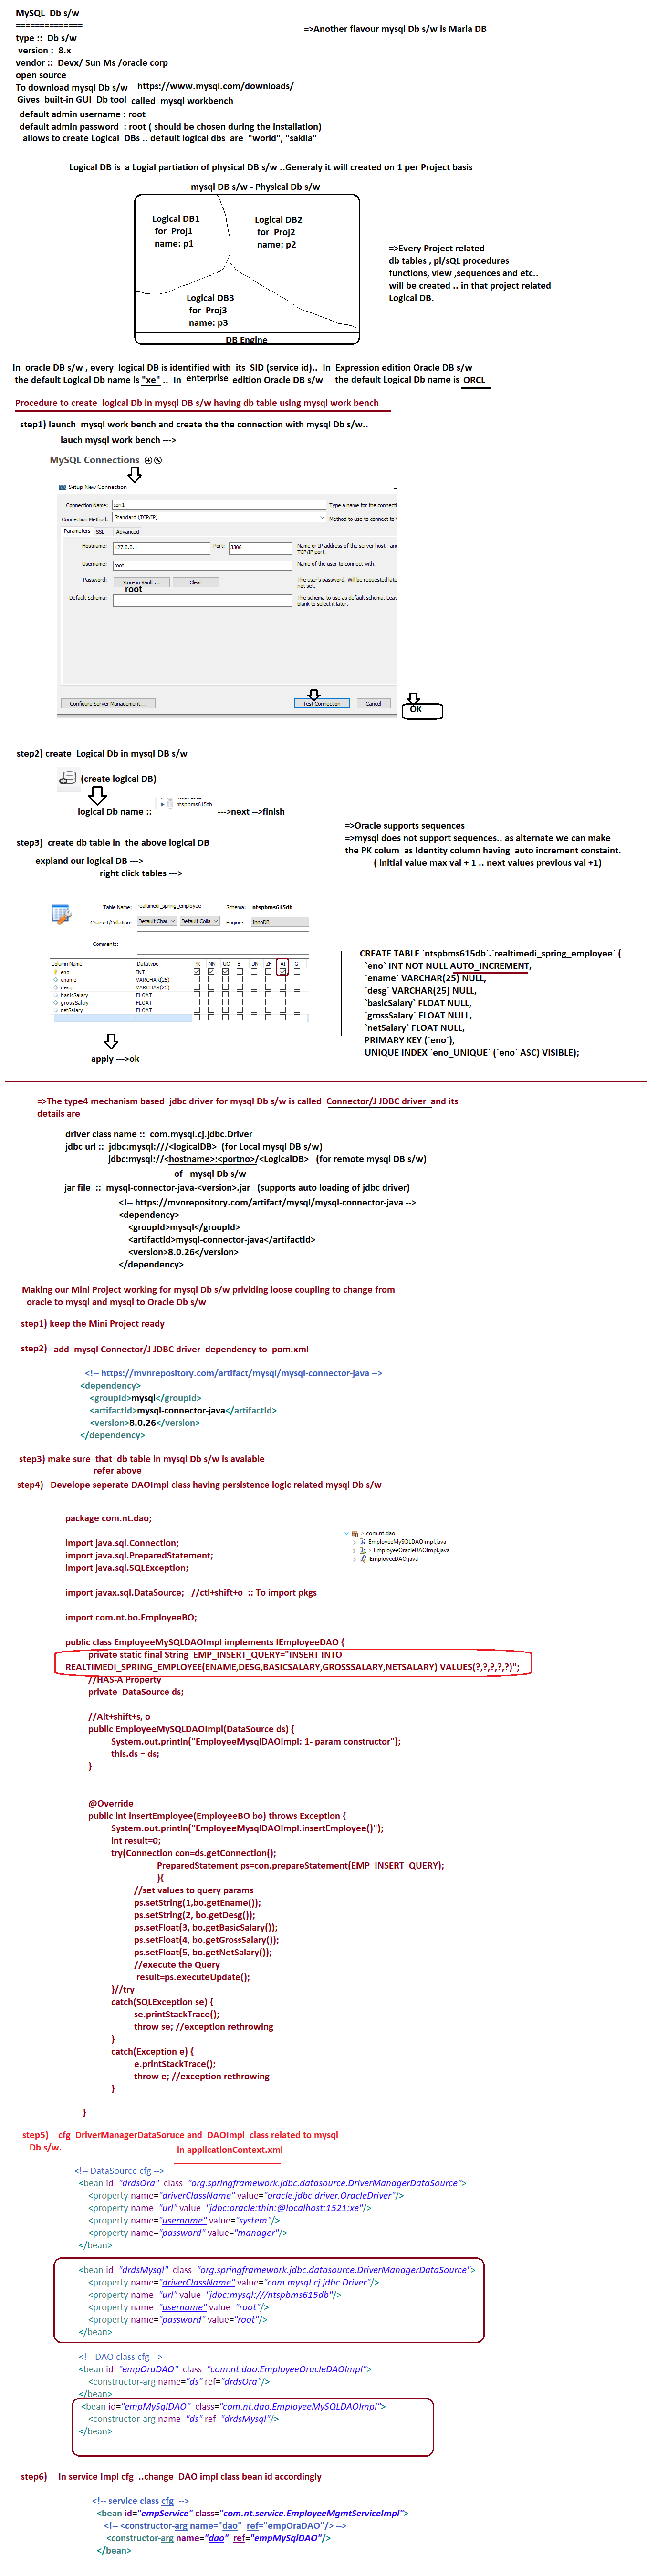 MySQL Db s/w
==============
type :: Db s/w
version : 8.x
vendor :: Devx/ Sun Ms /oracle corp
open source
To download mysql Db s/w https://www.mysql.com/downloads/
Gives built-in GUI Db tool called mysql workbench
default admin username : root
default admin password : root ( should be chosen during the installation)
allows to create Logical DBs .. default logical dbs are "world", "sakila"
=>Another flavour mysql Db s/w is Maria DB
Logical DB is a Logial partiation of physical DB s/w ..Generaly it will created on 1 per Project basis
mysql DB s/w - Physical Db s/w
Logical DB1
for Proj1
name: p1
Logical DB2
for Proj2
name: p2
Logical DB3
for Proj3
name: p3
DB Engine
=>Every Project related
db tables , pl/sQL procedures
functions, view ,sequences and etc..
will be created .. in that project related
Logical DB.
In oracle DB s/w , every logical DB is identified with its SID (service id).. In Expression edition Oracle DB s/w
the default Logical Db name is "xe" .. In enterprise edition Oracle DB s/w the default Logical Db name is ORCL
Procedure to create logical Db in mysql DB s/w having db table using mysql work bench
step1) launch mysql work bench and create the the connection with mysql Db s/w..
lauch mysql work bench --->
MySQL Connections
Setup New Connection
Connection Name: con1 Type a name for the connecti
Connection Method: Standard (TCP/IP) Method to use to connect to t
Parameters SSL Advanced
Hostname: 127.0.0.1 Port: 3306 Name or IP address of the server host - and
TCP/IP port.
Username: root Name of the user to connect with.
Password: Store in Vault ... Clear The user's password. Will be requested late
not set.
root
Default Schema: The schema to use as default schema. Leav
blank to select it later.
Configure Server Management... Test Connection Cancel OK
step2) create Logical Db in mysql DB s/w
(create logical DB)
logical Db name :: ntspbms615db --->next -->finish
step3) create db table in the above logical DB
expland our logical DB --->
right click tables --->
=>Oracle supports sequences
=>mysql does not support sequences.. as alternate we can make
the PK colum as Identity column having auto increment constaint.
( initial value max val + 1 .. next values previous val +1)
Table Name: realtimedi_spring_employee Schema: ntspbms615db
Charset/Collation: Default Char Default Colla Engine: InnoDB
Comments:
Column Name Datatype PK NN UQ B UN ZF AI G
eno INT
ename VARCHAR(25)
desg VARCHAR(25)
basicSalary FLOAT
grossSalary FLOAT
netSalary FLOAT
apply --->ok
CREATE TABLE `ntspbms615db`.`realtimedi_spring_employee` (
`eno` INT NOT NULL AUTO_INCREMENT,
`ename` VARCHAR(25) NULL,
`desg` VARCHAR(25) NULL,
`basicSalary` FLOAT NULL,
`grossSalary` FLOAT NULL,
`netSalary` FLOAT NULL,
PRIMARY KEY (`eno`),
UNIQUE INDEX `eno_UNIQUE` (`eno` ASC) VISIBLE);
=>The type4 mechanism based jdbc driver for mysql Db s/w is called Connector/J JDBC driver and its
details are
driver class name :: com.mysql.cj.jdbc.Driver
jdbc url :: jdbc:mysql:///<logicalDB> (for Local mysql DB s/w)
jdbc:mysql://<hostname>:<portno>/<LogicalDB> (for remote mysql DB s/w)
of mysql Db s/w
jar file :: mysql-connector-java-<version>.jar (supports auto loading of jdbc driver)
<!-- https://mvnrepository.com/artifact/mysql/mysql-connector-java -->
<dependency>
<groupId>mysql</groupId>
<artifactId>mysql-connector-java</artifactId>
<version>8.0.26</version>
</dependency>
Making our Mini Project working for mysql Db s/w prividing loose coupling to change from
oracle to mysql and mysql to Oracle Db s/w
step1) keep the Mini Project ready
step2) add mysql Connector/J JDBC driver dependency to pom.xml
<!-- https://mvnrepository.com/artifact/mysql/mysql-connector-java -->
<dependency>
<groupId>mysql</groupId>
<artifactId>mysql-connector-java</artifactId>
<version>8.0.26</version>
</dependency>
step3) make sure that db table in mysql Db s/w is avaiable
refer above
step4) Develope seperate DAOImpl class having persistence logic related mysql Db s/w
package com.nt.dao;
com.nt.dao
EmployeeMySQLDAOImpl.java
EmployeeOracleDAOImpl.java
IEmployeeDAO.java
import java.sql.Connection;
import java.sql.PreparedStatement;
import java.sql.SQLException;
import javax.sql.DataSource; //ctl+shift+o :: To import pkgs
import com.nt.bo.EmployeeBO;
public class EmployeeMySQLDAOImpl implements IEmployeeDAO {
private static final String EMP_INSERT_QUERY="INSERT INTO
REALTIMEDI_SPRING_EMPLOYEE(ENAME,DESG,BASICSALARY,GROSSSALARY,NETSALARY) VALUES(?,?,?,?,?)";
//HAS-A Property
private DataSource ds;
//Alt+shift+s, o
public EmployeeMySQLDAOImpl(DataSource ds) {
System.out.println("EmployeeMysqlDAOImpl: 1- param constructor");
this.ds = ds;
}
@Override
public int insertEmployee(EmployeeBO bo) throws Exception {
System.out.println("EmployeeMysqlDAOImpl.insertEmployee()");
int result=0;
try(Connection con=ds.getConnection();
PreparedStatement ps=con.prepareStatement(EMP_INSERT_QUERY);
){
//set values to query params
ps.setString(1,bo.getEname());
ps.setString(2, bo.getDesg());
ps.setFloat(3, bo.getBasicSalary());
ps.setFloat(4, bo.getGrossSalary());
ps.setFloat(5, bo.getNetSalary());
//execute the Query
result=ps.executeUpdate();
}//try
catch(SQLException se) {
se.printStackTrace();
throw se; //exception rethrowing
}
catch(Exception e) {
e.printStackTrace();
throw e; //exception rethrowing
}
}
step5) cfg DriverManagerDataSoruce and DAOImpl class related to mysql
Db s/w. in applicationContext.xml
<!-- DataSource cfg -->
<bean id="drdsOra" class="org.springframework.jdbc.datasource.DriverManagerDataSource">
<property name="driverClassName" value="oracle.jdbc.driver.OracleDriver"/>
<property name="url" value="jdbc:oracle:thin:@localhost:1521:xe"/>
<property name="username" value="system"/>
<property name="password" value="manager"/>
</bean>
<bean id="drdsMysql" class="org.springframework.jdbc.datasource.DriverManagerDataSource">
<property name="driverClassName" value="com.mysql.cj.jdbc.Driver"/>
<property name="url" value="jdbc:mysql:///ntspbms615db"/>
<property name="username" value="root"/>
<property name="password" value="root"/>
</bean>
<!-- DAO class cfg -->
<bean id="empOraDAO" class="com.nt.dao.EmployeeOracleDAOImpl">
<constructor-arg name="ds" ref="drdsOra"/>
</bean>
<bean id="empMySqlDAO" class="com.nt.dao.EmployeeMySQLDAOImpl">
<constructor-arg name="ds" ref="drdsMysql"/>
</bean>
step6) In service Impl cfg ..change DAO impl class bean id accordingly
<!-- service class cfg -->
<bean id="empService" class="com.nt.service.EmployeeMgmtServiceImpl">
<!-- <constructor-arg name="dao" ref="empOraDAO"/> -->
<constructor-arg name="dao" ref="empMySqlDAO"/>
</bean>